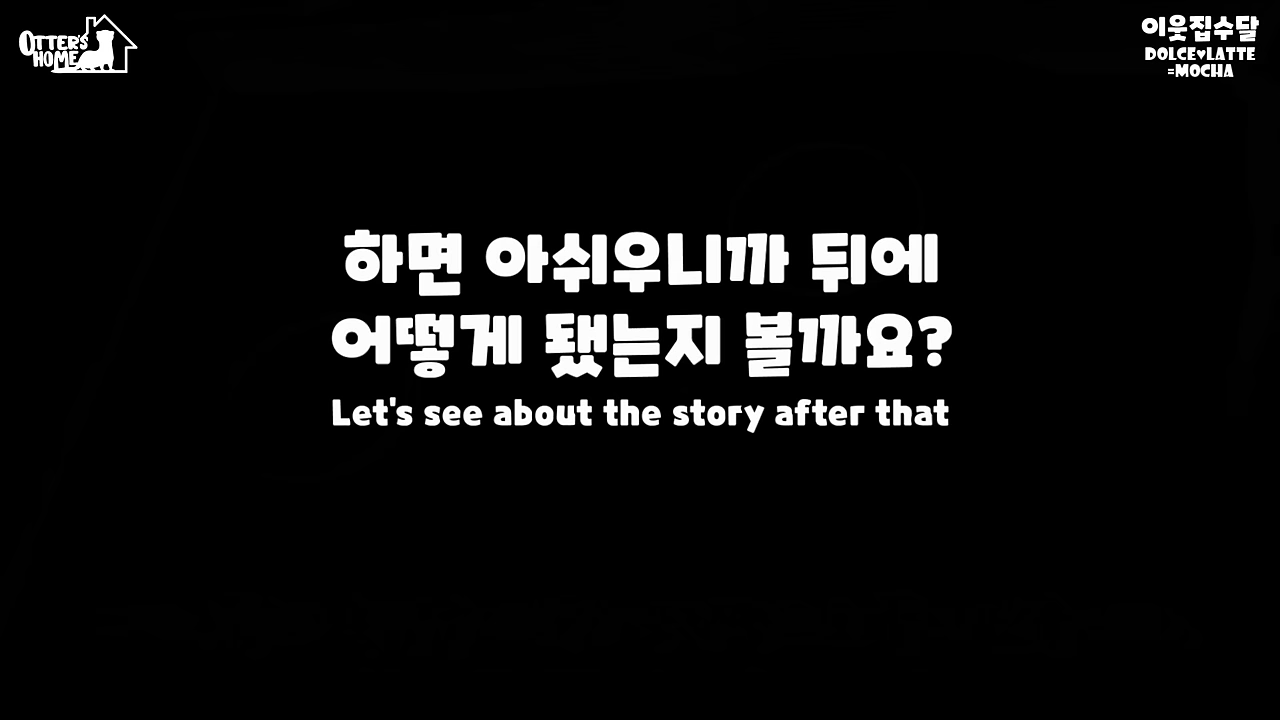 OTTER'S
HOME
이웃집수달
DOLCE♥LATTE
=MOCHA
하면 아쉬우니까 뒤에
어떻게 됐는지 볼까요?
Let's see about the story after that